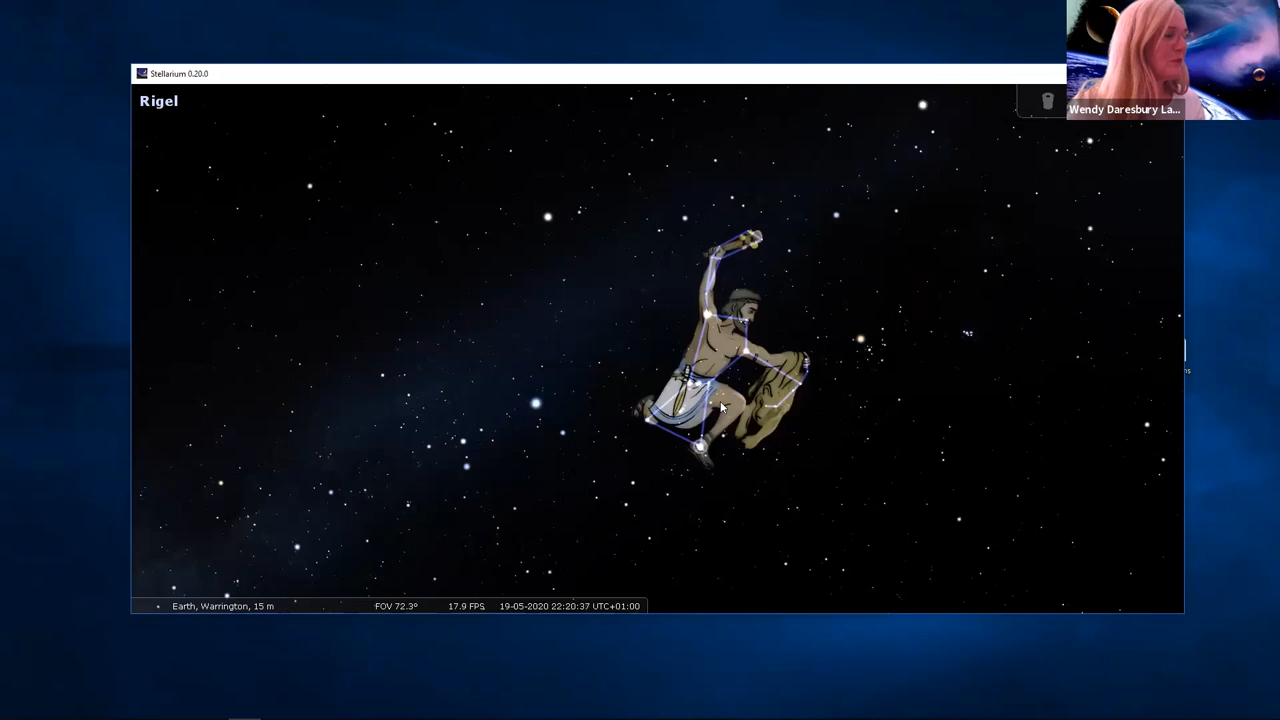 Stellarium 0.20.0
Rigel
Wendy Daresbury La...
Earth, Warrington, 15 m FOV 72.3° 17.9 FPS 19-05-2020 22:20:37 UTC+01:00